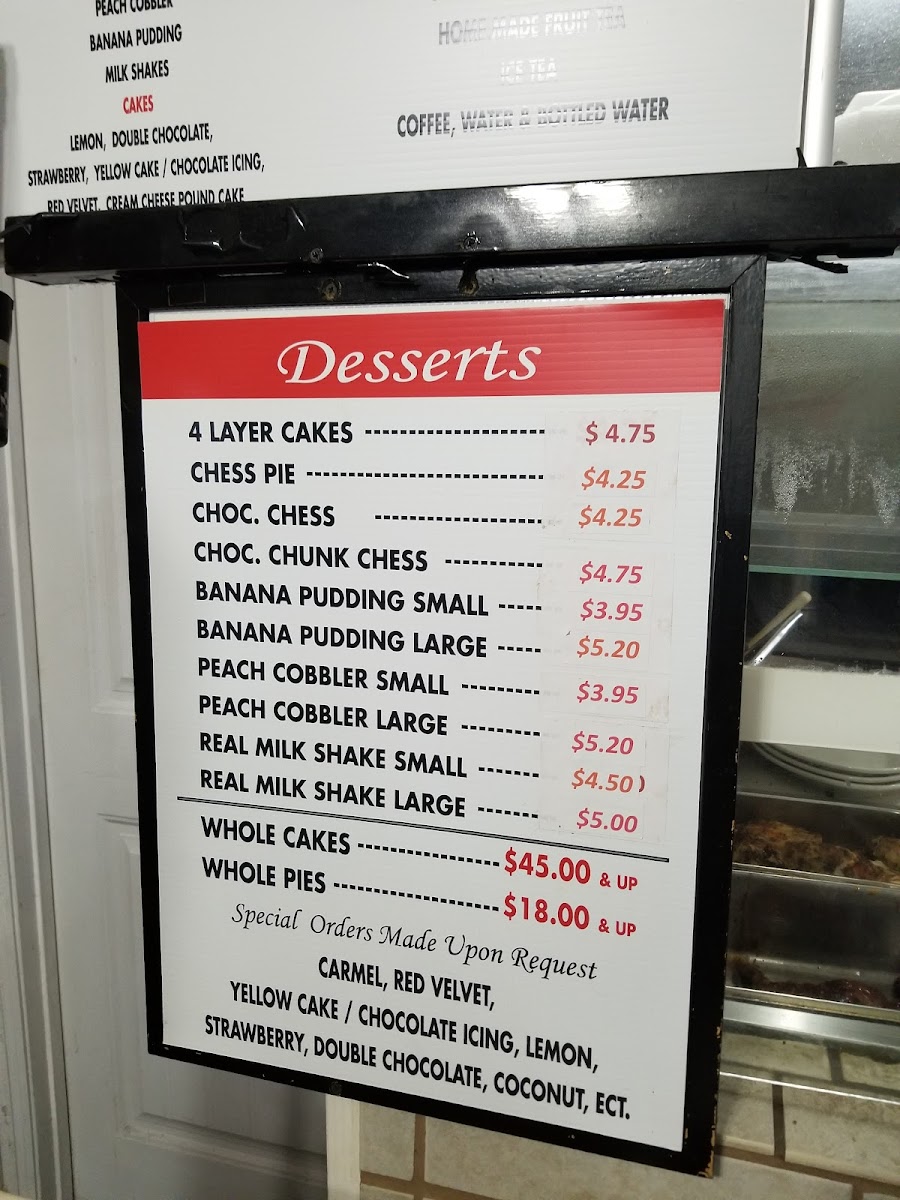 PEACH COBBLER
BANANA PUDDING
MILK SHAKES
CAKES
LEMON, DOUBLE CHOCOLATE,
STRAWBERRY, YELLOW CAKE / CHOCOLATE ICING,
RED VELVET, CREAM CHEESE POUND CAKE
HOME MADE FRUIT TEA
ICE TEA
COFFEE, WATER & BOTTLED WATER
Desserts
4 LAYER CAKES ------------------- $ 4.75
CHESS PIE ------------------------- $4.25
CHOC. CHESS ------------------ $4.25
CHOC. CHUNK CHESS ----------- $4.75
BANANA PUDDING SMALL ----- $3.95
BANANA PUDDING LARGE ----- $5.20
PEACH COBBLER SMALL --------- $3.95
PEACH COBBLER LARGE --------- $5.20
REAL MILK SHAKE SMALL ------- $4.50)
REAL MILK SHAKE LARGE ------- $5.00
WHOLE CAKES ---------------- $45.00 & UP
WHOLE PIES ------------------- $18.00 & UP
Special Orders Made Upon Request
CARMEL, RED VELVET,
YELLOW CAKE / CHOCOLATE ICING, LEMON,
STRAWBERRY, DOUBLE CHOCOLATE, COCONUT, ECT.